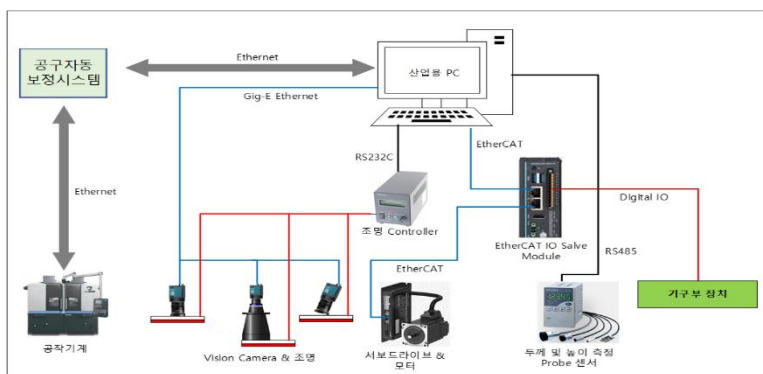 Ethernet
공구자동
보정시스템
산업용 PC
Gig-E Ethernet
EtherCAT
RS232C
Ethernet
Digital IO
조명 Controller
EtherCAT IO Salve
Module
RS485
EtherCAT
기구부 장치
공작기계
Vision Camera & 조명
서보드라이브 &
모터
두께 및 높이 측정
Probe 센서